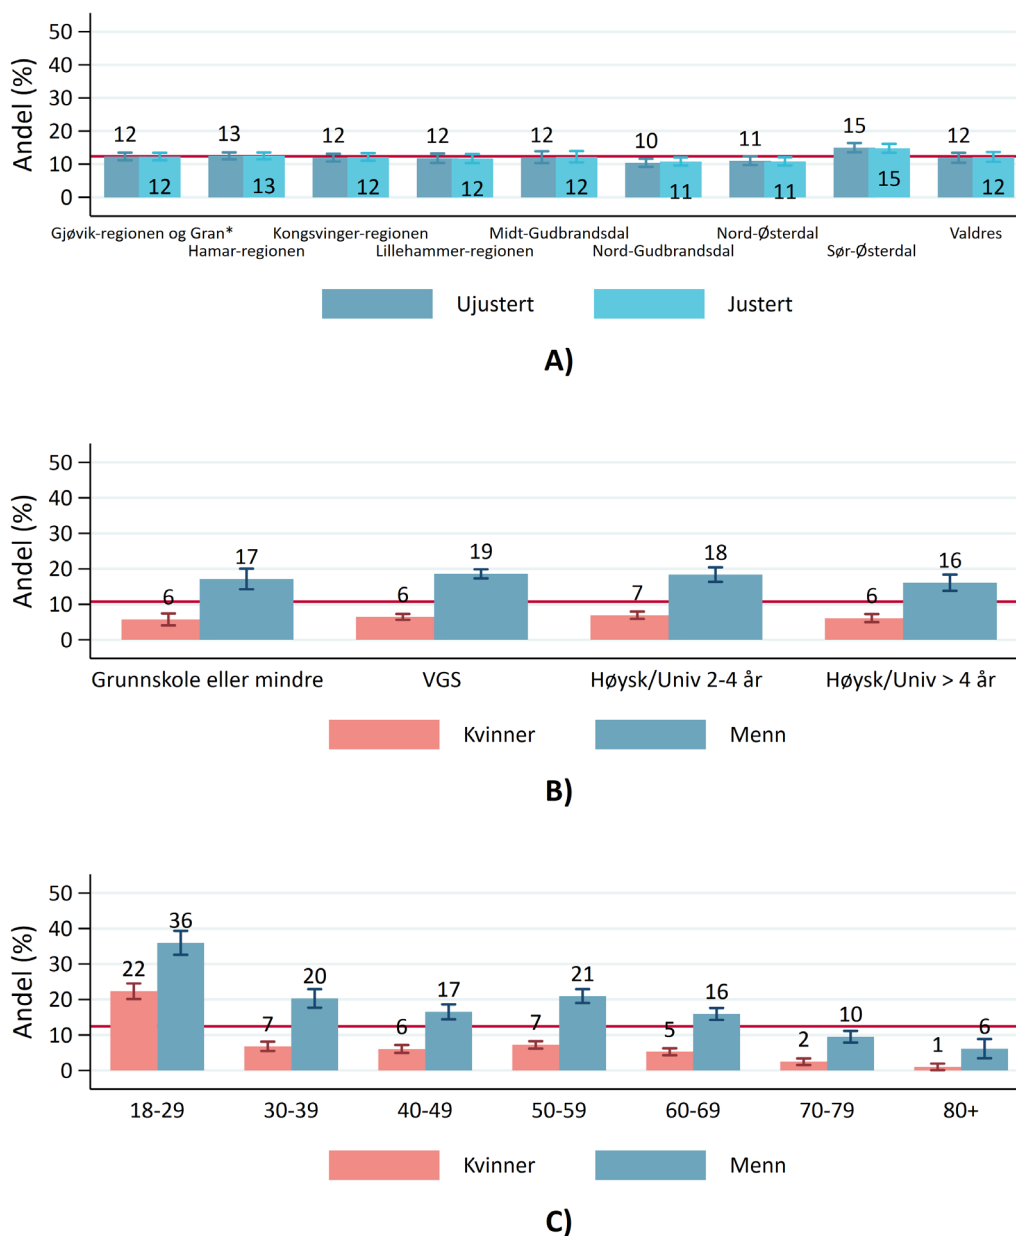 Andel (%)
50
40
30
20
10
0
12 13 12 12 12 10 11 15 12
12 13 12 12 12 11 11 15 12
Gjøvik-regionen og Gran* Kongsvinger-regionen Midt-Gudbrandsdal Nord-Østerdal Valdres
Hamar-regionen Lillehammer-regionen Nord-Gudbrandsdal Sør-Østerdal
Ujustert Justert
A)
Andel (%)
50
40
30
20
10
0
6 17 6 19 7 18 6 16
Grunnskole eller mindre VGS Høysk/Univ 2-4 år Høysk/Univ > 4 år
Kvinner Menn
B)
Andel (%)
50
40
30
20
10
0
22 36 7 20 6 17 7 21 5 16 2 10 1 6
18-29 30-39 40-49 50-59 60-69 70-79 80+
Kvinner Menn
C)